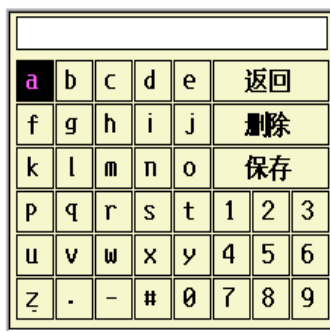 a b c d e 返回
f g h i j 删除
k l m n o 保存
p q r s t 1 2 3
u v w x y 4 5 6
z . - # 0 7 8 9